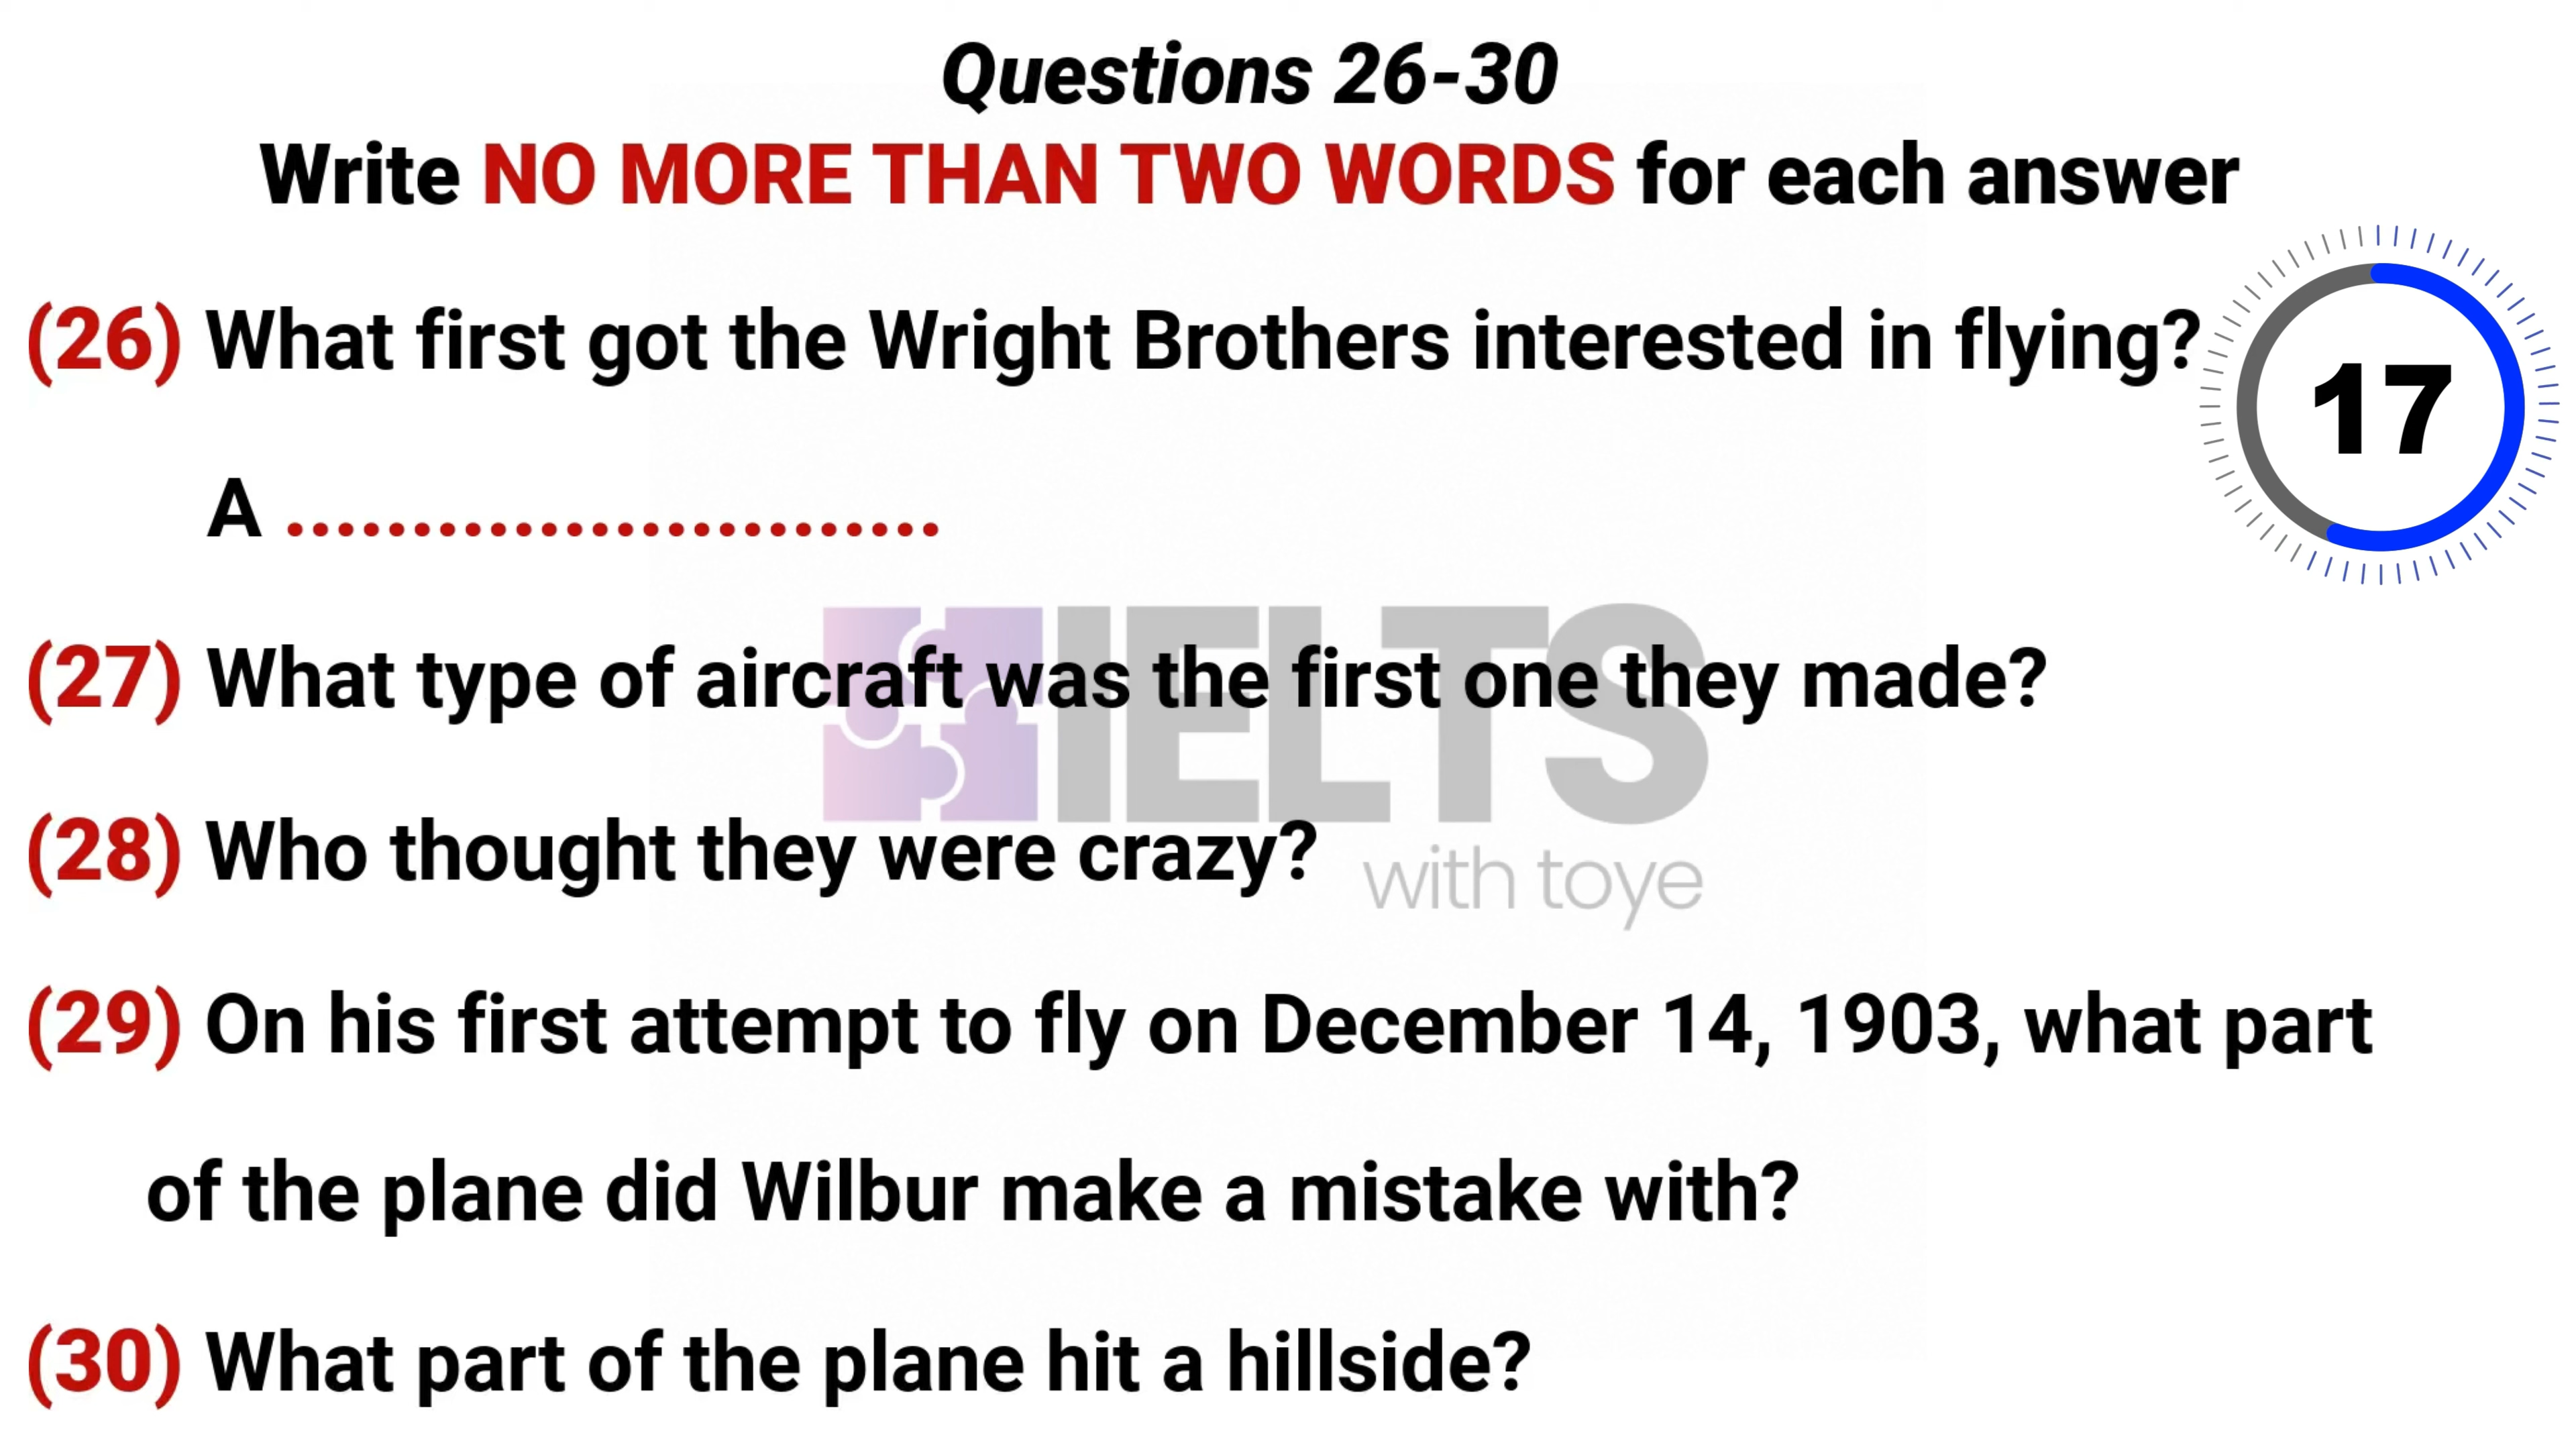 Questions 26-30
Write NO MORE THAN TWO WORDS for each answer
(26) What first got the Wright Brothers interested in flying?
17
A ..........................
(27) What type of aircraft was the first one they made?
IELTS
(28) Who thought they were crazy?
with toye
(29) On his first attempt to fly on December 14, 1903, what part
of the plane did Wilbur make a mistake with?
(30) What part of the plane hit a hillside?